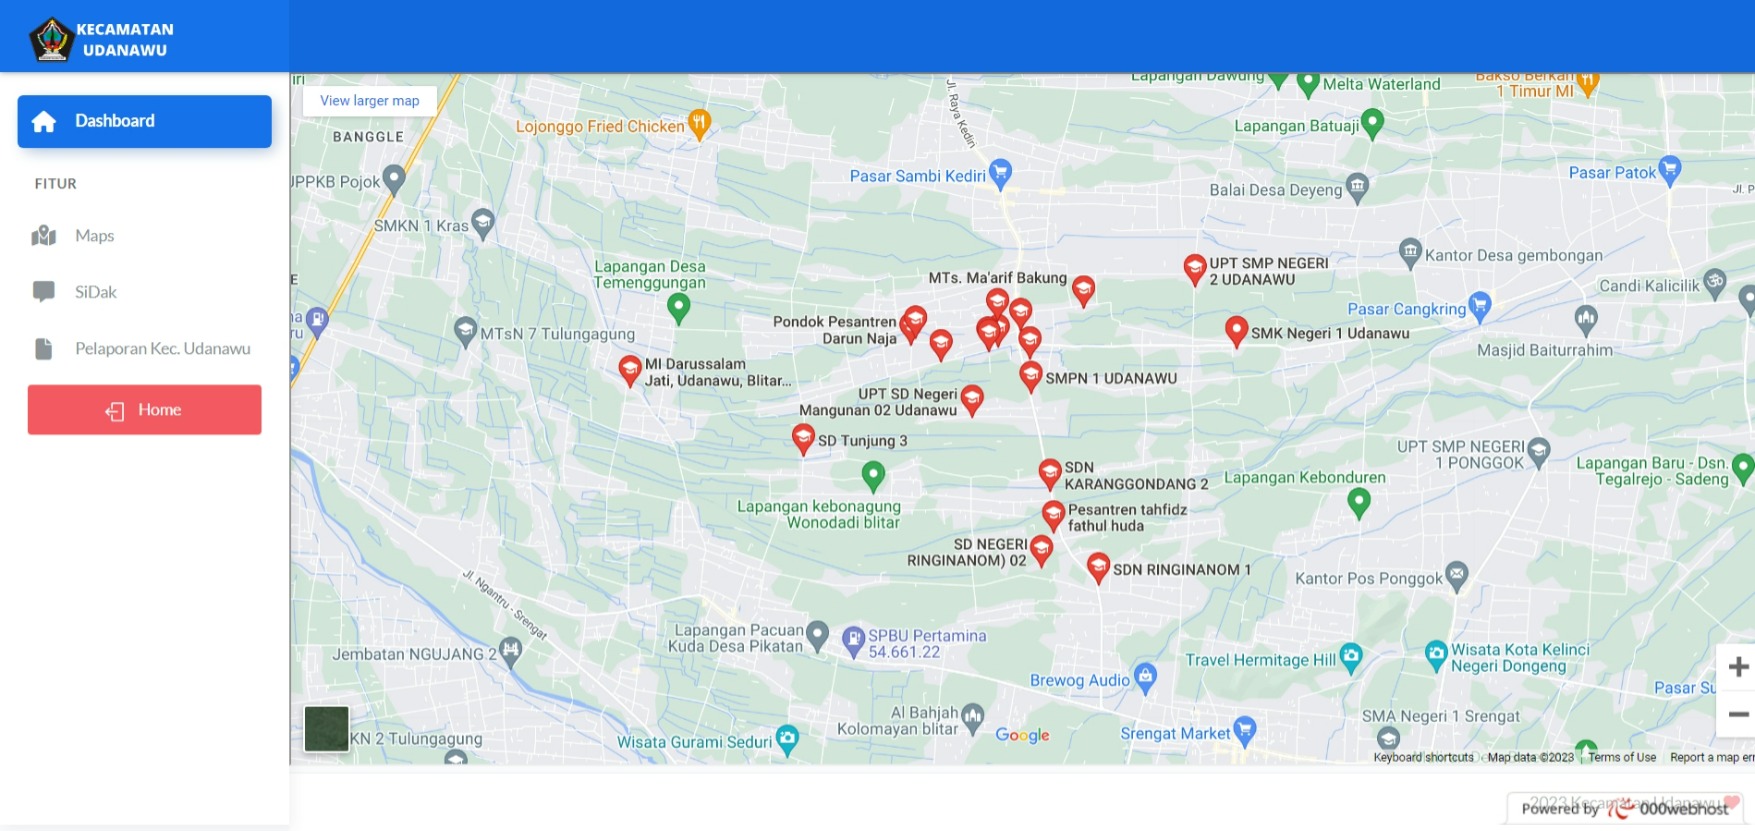 KECAMATAN
UDANAWU
Dashboard
FITUR
Maps
SiDak
Pelaporan Kec. Udanawu
Home
View larger map
iri
BANGGLE
Lojonggo Fried Chicken
Jl. Raya Kediri
Lapangan Dawung
Melta Waterland
Bakso Berkah
1 Timur MI
Lapangan Batuaji
JPPKB Pojok
Pasar Sambi Kediri
Balai Desa Deyeng
Pasar Patok
Jl. P
SMKN 1 Kras
Lapangan Desa
Temenggungan
MTs. Ma'arif Bakung
UPT SMP NEGERI
2 UDANAWU
Kantor Desa gembongan
Candi Kalicilik
E
na
ru
MTsN 7 Tulungagung
Pondok Pesantren
Darun Naja
Pasar Cangkring
SMK Negeri 1 Udanawu
Masjid Baiturrahim
MI Darussalam
Jati, Udanawu, Blitar...
SMPN 1 UDANAWU
UPT SD Negeri
Mangunan 02 Udanawu
SD Tunjung 3
UPT SMP NEGERI
1 PONGGOK
Lapangan Baru - Dsn.
Tegalrejo - Sadeng
SDN
KARANGGONDANG 2
Lapangan Kebonduren
Lapangan kebonagung
Wonodadi blitar
Pesantren tahfidz
fathul huda
SD NEGERI
RINGINANOM) 02
SDN RINGINANOM 1
Kantor Pos Ponggok
Jl. Ngantru - Srengat
Lapangan Pacuan
Kuda Desa Pikatan
SPBU Pertamina
54.661.22
Jembatan NGUJANG 2
Travel Hermitage Hill
Wisata Kota Kelinci
Negeri Dongeng
Brewog Audio
Pasar Su
Al Bahjah
Kolomayan blitar
SMA Negeri 1 Srengat
KN 2 Tulungagung
Wisata Gurami Seduri
Google
Srengat Market
Keyboard shortcuts
Map data ©2023
Terms of Use
Report a map err
2023 Kecamatan Udanawu
Powered by 000webhost